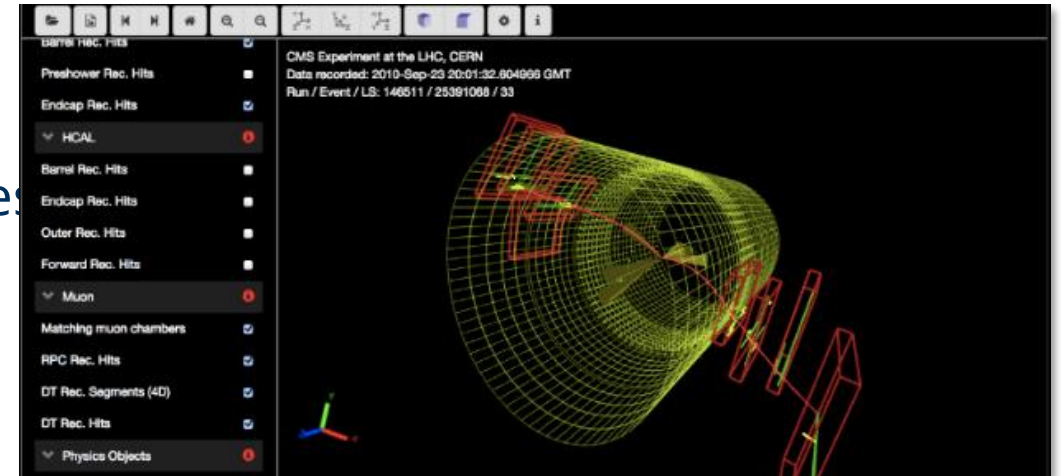 es
Barrel Rec. Hits
Preshower Rec. Hits
Endcap Rec. Hits
HCAL
Barrel Rec. Hits
Endcap Rec. Hits
Outer Rec. Hits
Forward Rec. Hits
Muon
Matching muon chambers
RPC Rec. Hits
DT Rec. Segments (4D)
DT Rec. Hits
Physics Objects
CMS Experiment at the LHC, CERN
Data recorded: 2010-Sep-23 20:01:32.604966 GMT
Run / Event / LS: 146511 / 25391068 / 33